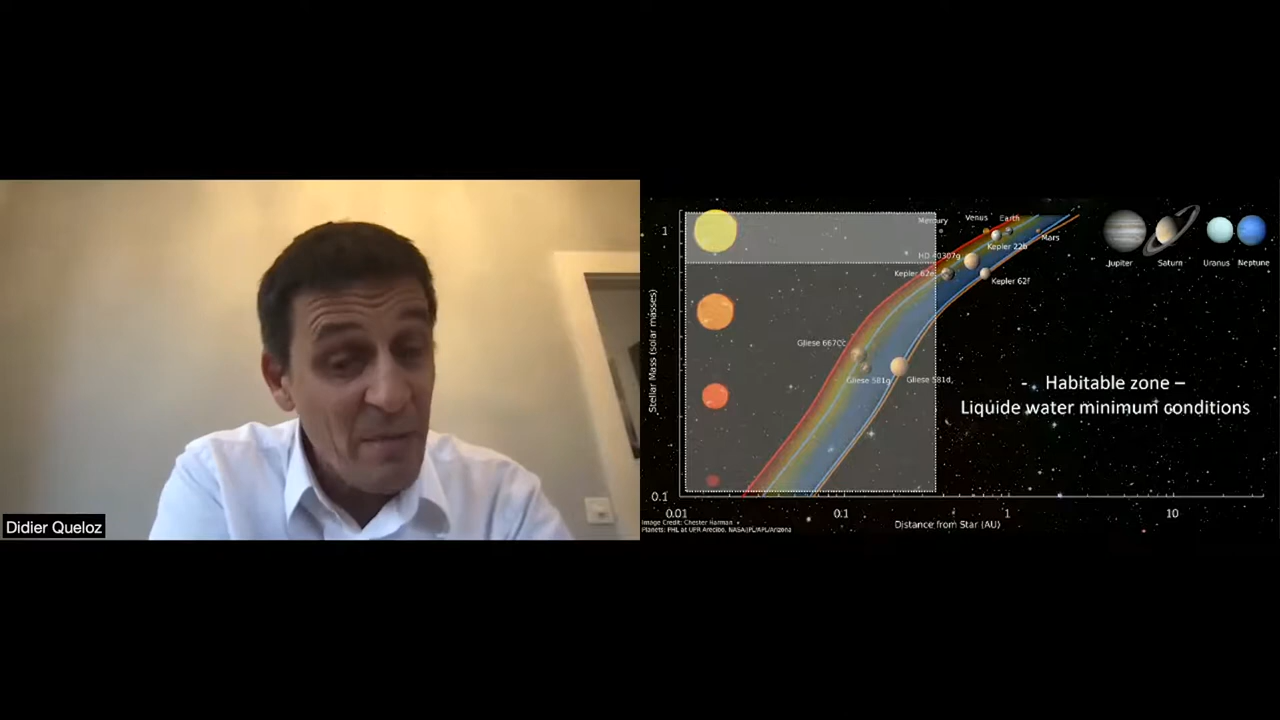 Didier Queloz
Stellar Mass (solar masses)
1
0.1
Mercury
Venus
Earth
Mars
Kepler 22b
HD 40307g
Kepler 62e
Kepler 62f
Gliese 667Cc
Gliese 581g
Gliese 581d,
Jupiter
Saturn
Uranus
Neptune
- Habitable zone –
Liquide water minimum conditions
0.01
0.1
1
10
Distance from Star (AU)
Image Credit: Chester Harman
Planets: PHL at UPR Arecibo, NASA/JPL/APL/Arizona